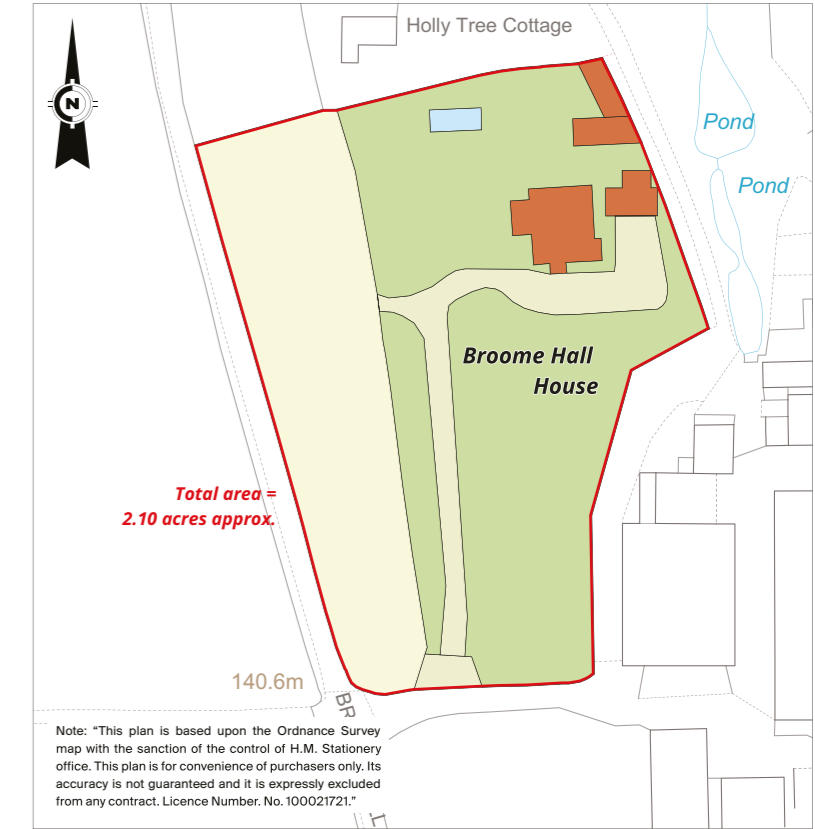 Holly Tree Cottage
N
Pond
Pond
Broome Hall
House
Total area =
2.10 acres approx.
140.6m
BR
Note: “This plan is based upon the Ordnance Survey
map with the sanction of the control of H.M. Stationery
office. This plan is for convenience of purchasers only. Its
accuracy is not guaranteed and it is expressly excluded
from any contract. Licence Number. No. 100021721.”